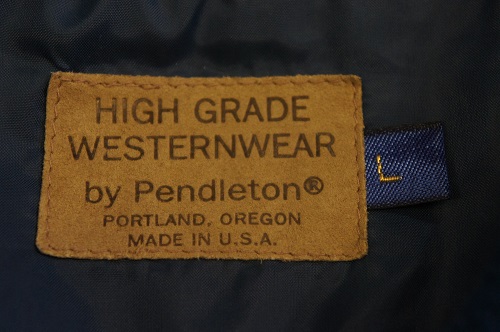 HIGH GRADE
WESTERNWEAR
by Pendleton®
PORTLAND, OREGON
MADE IN U.S.A.
L